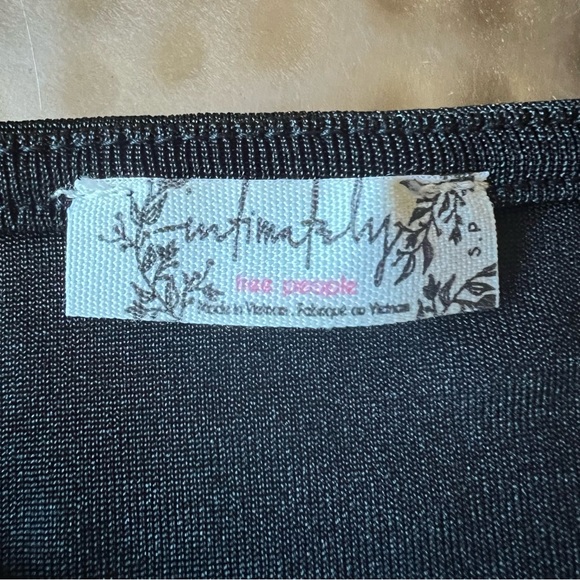 intimately
free people
Made in Vietnam . Fabriqué au Vietnam
S.P